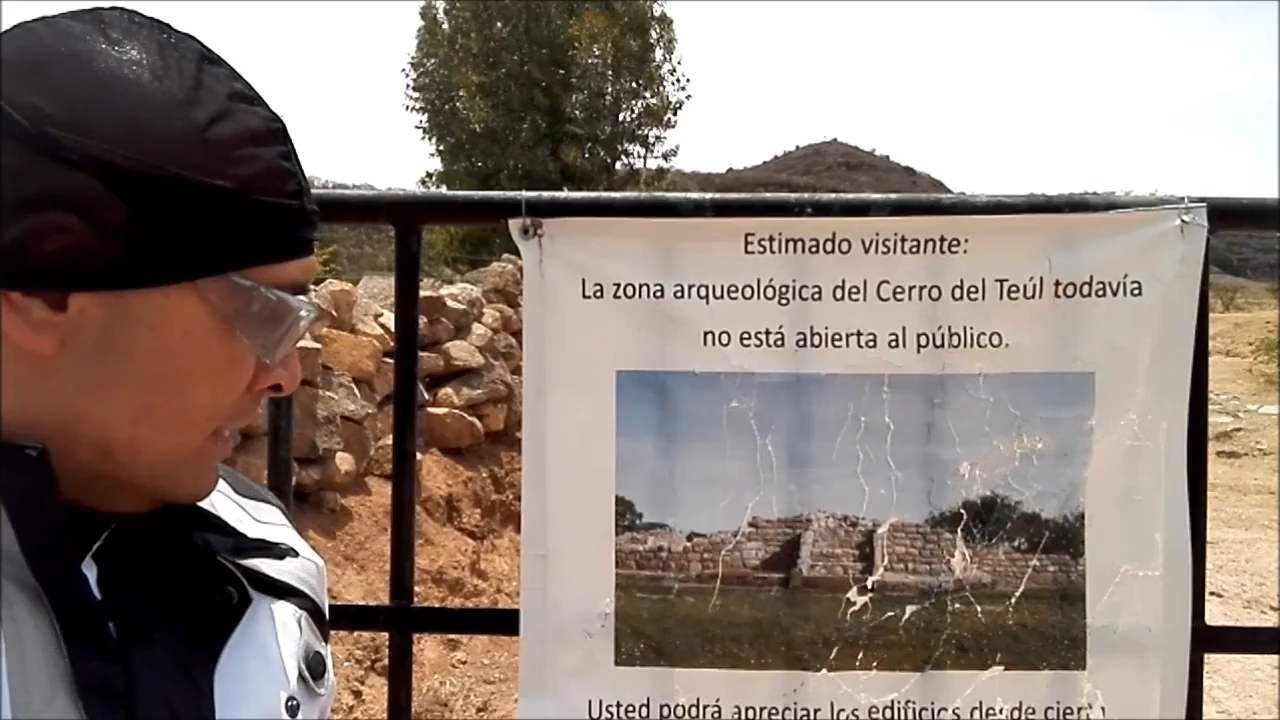 Estimado visitante:
La zona arqueológica del Cerro del Teúl todavía
no está abierta al público.
Usted podrá apreciar los edificios desde cierta